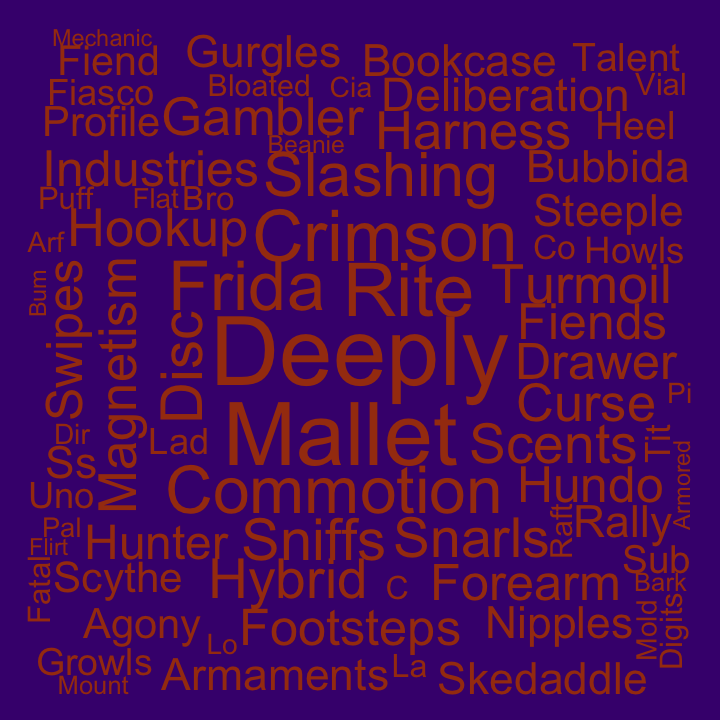 Mechanic
Fiend Gurgles Bookcase Talent
Fiasco Bloated Cia Deliberation Vial
Profile Gambler Harness Heel
Beanie
Industries Slashing Bubbida
Puff Flat Bro Steeple
Arf Hookup Crimson Co Howls
Bum Swipes Magnetism Frida Rite Turmoil
Disc Deeply Fiends
Drawer
Mallet Curse Pi
Dir Lad Scents Tit
Ss Commotion Hundo Armored
Uno
Pal Hunter Sniffs Snarls Raft Rally
Flirt
Fatal Scythe Hybrid C Forearm Sub
Bark
Agony Lo Footsteps Nipples Mold Digits
Growls Armaments La Skedaddle
Mount